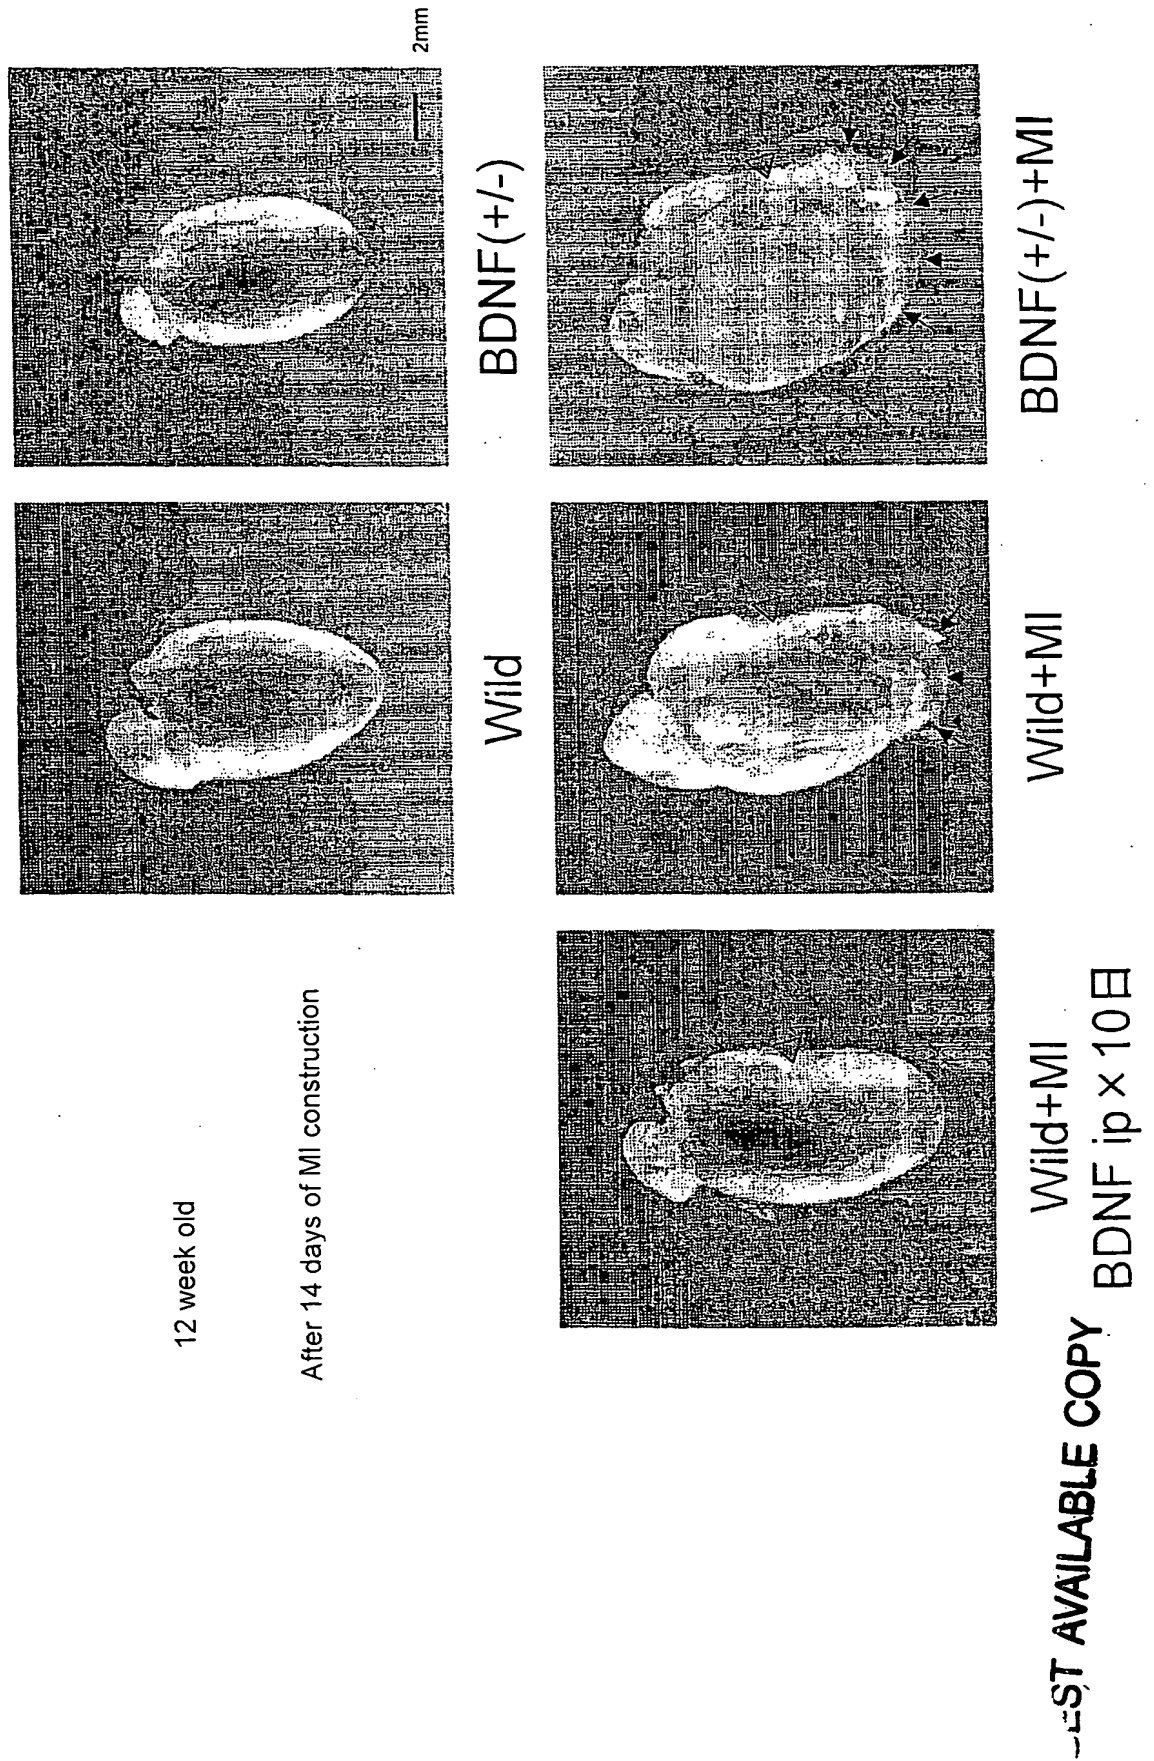 12 week old
After 14 days of MI construction
Wild
BDNF(+/-)
2mm
Wild+MI
BDNF ip×10日
Wild+MI
BDNF(+/-)+MI
AVAILABLE COPY